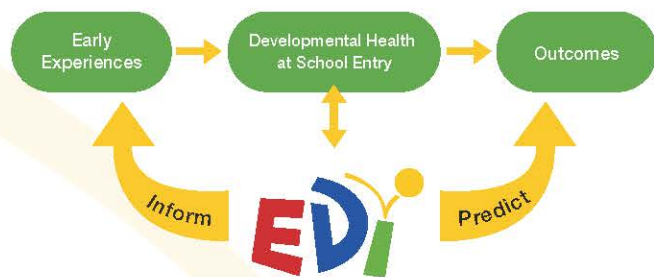 Early
Experiences
Developmental Health
at School Entry
Outcomes
Inform
EDI
Predict